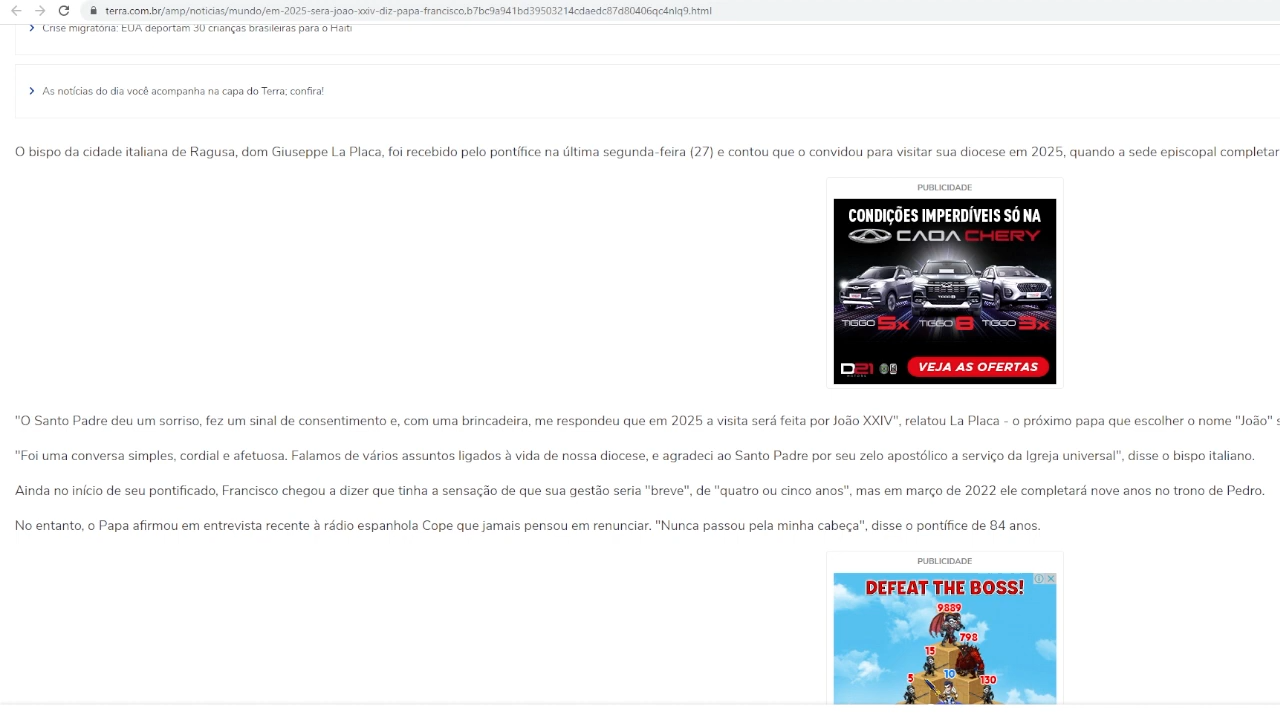 terra.com.br/amp/noticias/mundo/em-2025-sera-joao-xxiv-diz-papa-francisco.b7bc9a941bd39503214cdaedc87d80406qc4nlq9.html
Crise migratória: EUA deportam 30 crianças brasileiras para o Haiti
As notícias do dia você acompanha na capa do Terra; confira!
O bispo da cidade italiana de Ragusa, dom Giuseppe La Placa, foi recebido pelo pontífice na última segunda-feira (27) e contou que o convidou para visitar sua diocese em 2025, quando a sede episcopal completar
PUBLICIDADE
CONDIÇÕES IMPERDÍVEIS SÓ NA
CAOA CHERY
TIGGO 5x TIGGO 8 TIGGO 3x
D21
VEJA AS OFERTAS
"O Santo Padre deu um sorriso, fez um sinal de consentimento e, com uma brincadeira, me respondeu que em 2025 a visita será feita por João XXIV", relatou La Placa - o próximo papa que escolher o nome "João" s
"Foi uma conversa simples, cordial e afetuosa. Falamos de vários assuntos ligados à vida de nossa diocese, e agradeci ao Santo Padre por seu zelo apostólico a serviço da Igreja universal", disse o bispo italiano.
Ainda no início de seu pontificado, Francisco chegou a dizer que tinha a sensação de que sua gestão seria "breve", de "quatro ou cinco anos", mas em março de 2022 ele completará nove anos no trono de Pedro.
No entanto, o Papa afirmou em entrevista recente à rádio espanhola Cope que jamais pensou em renunciar. "Nunca passou pela minha cabeça", disse o pontífice de 84 anos.
PUBLICIDADE
DEFEAT THE BOSS!
9889
798
15
5
10
130